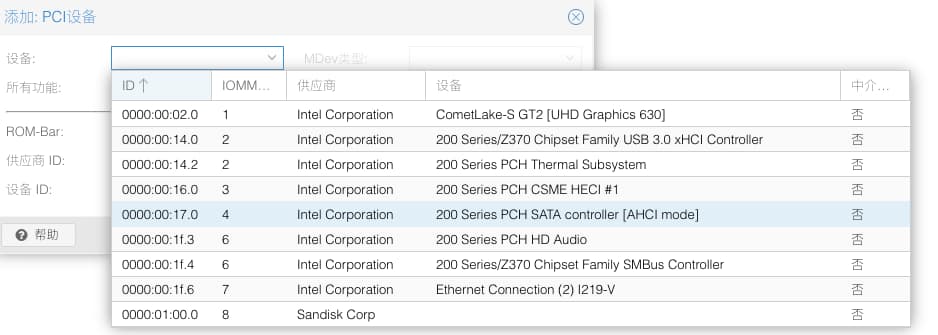 添加: PCI设备
设备:
MDev类型:
所有功能:
ROM-Bar:
供应商 ID:
设备 ID:
帮助
ID↑ IOMM... 供应商 设备 中介...
0000:00:02.0 1 Intel Corporation CometLake-S GT2 [UHD Graphics 630] 否
0000:00:14.0 2 Intel Corporation 200 Series/Z370 Chipset Family USB 3.0 xHCI Controller 否
0000:00:14.2 2 Intel Corporation 200 Series PCH Thermal Subsystem 否
0000:00:16.0 3 Intel Corporation 200 Series PCH CSME HECI #1 否
0000:00:17.0 4 Intel Corporation 200 Series PCH SATA controller [AHCI mode] 否
0000:00:1f.3 6 Intel Corporation 200 Series PCH HD Audio 否
0000:00:1f.4 6 Intel Corporation 200 Series/Z370 Chipset Family SMBus Controller 否
0000:00:1f.6 7 Intel Corporation Ethernet Connection (2) I219-V 否
0000:01:00.0 8 Sandisk Corp 否